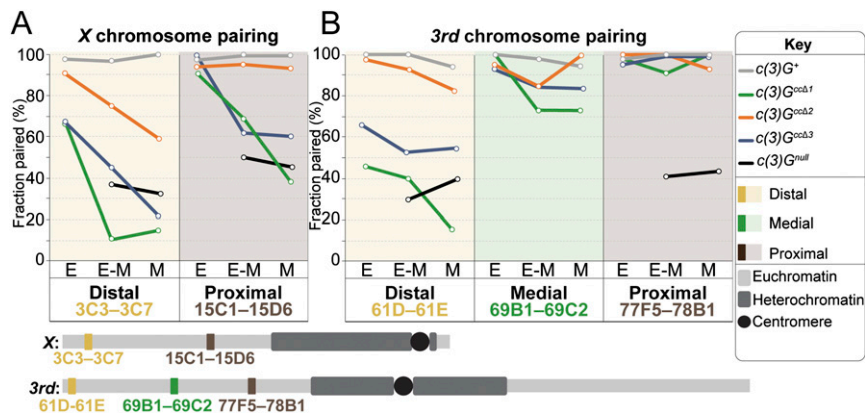 A
X chromosome pairing
Fraction paired (%)
100
80
60
40
20
0
E E-M M E E-M M
Distal Proximal
3C3–3C7 15C1–15D6
B
3rd chromosome pairing
Fraction paired (%)
100
80
60
40
20
0
E E-M M E E-M M E E-M M
Distal Medial Proximal
61D–61E 69B1–69C2 77F5–78B1
Key
c(3)G+
c(3)GccΔ1
c(3)GccΔ2
c(3)GccΔ3
c(3)Gnull
Distal
Medial
Proximal
Euchromatin
Heterochromatin
Centromere
X:
3C3–3C7 15C1–15D6
3rd:
61D-61E 69B1–69C2 77F5–78B1